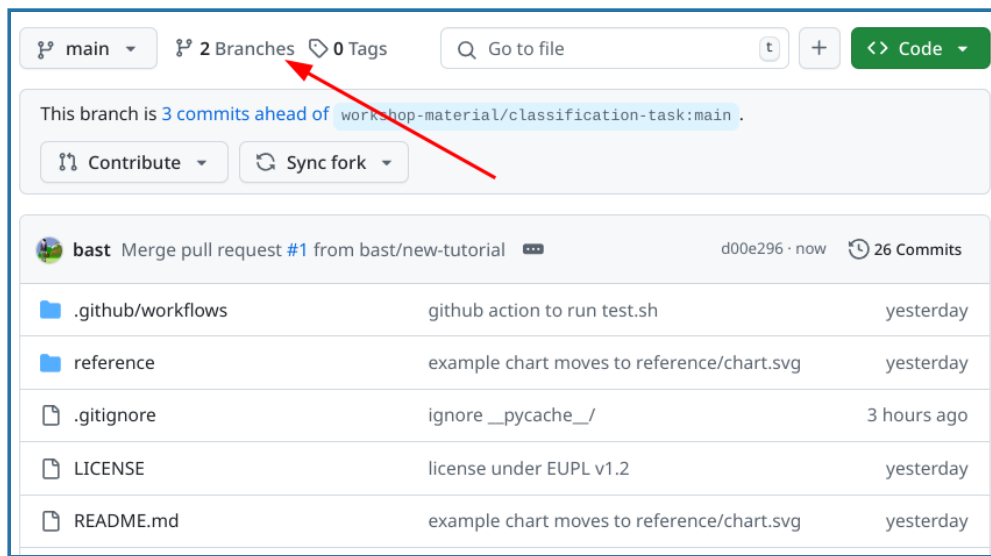 main 2 Branches 0 Tags Go to file t + <> Code
This branch is 3 commits ahead of workshop-material/classification-task:main .
Contribute Sync fork
bast Merge pull request #1 from bast/new-tutorial d00e296 · now 26 Commits
.github/workflows github action to run test.sh yesterday
reference example chart moves to reference/chart.svg yesterday
.gitignore ignore __pycache__/ 3 hours ago
LICENSE license under EUPL v1.2 yesterday
README.md example chart moves to reference/chart.svg yesterday